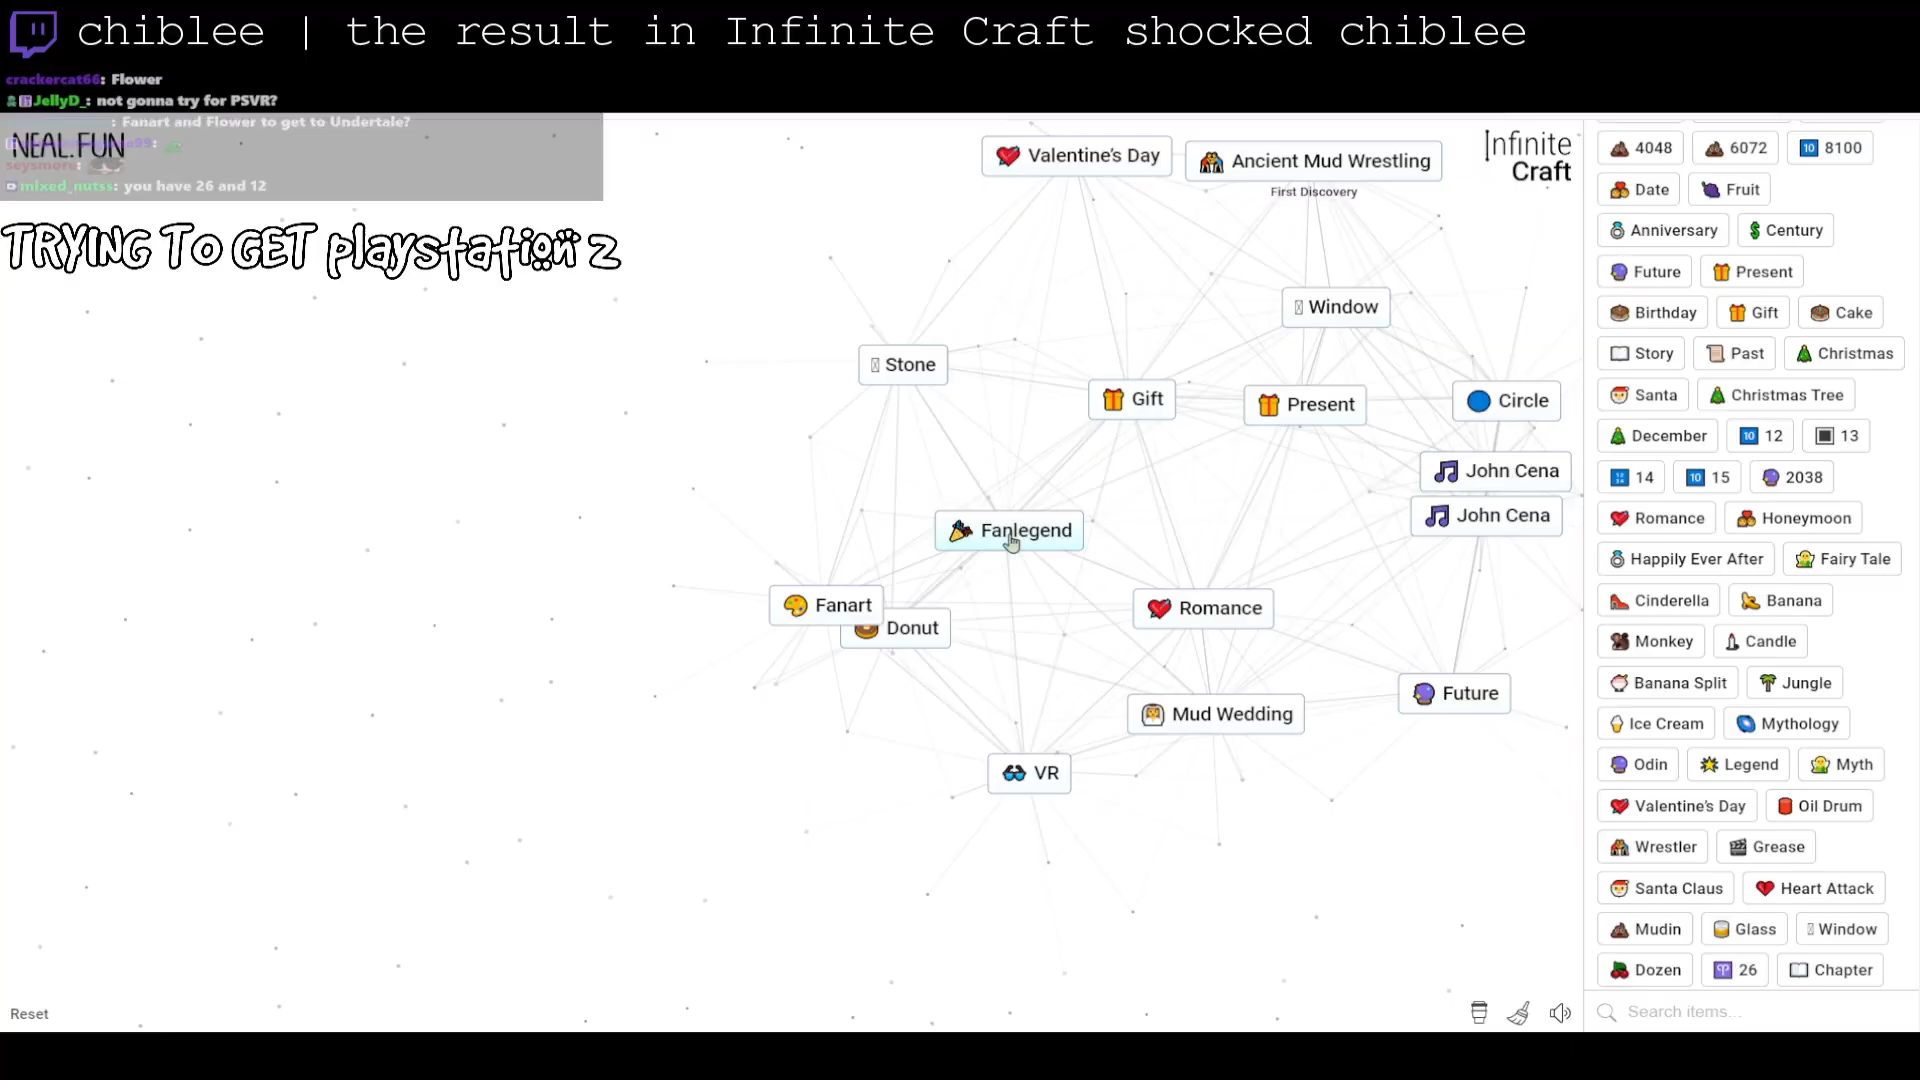 chiblee | the result in Infinite Craft shocked chiblee
crackercat66: Flower
JellyD_: not gonna try for PSVR?
: Fanart and Flower to get to Undertale?
NEAL.FUN
seysmore:
mixed_nutss: you have 26 and 12
TRYING TO GET playstation 2
Infinite
Craft
Valentine's Day
Ancient Mud Wrestling
First Discovery
Window
Stone
Gift
Present
Circle
John Cena
John Cena
Fanlegend
Fanart
Donut
Romance
Future
Mud Wedding
VR
Reset
4048 6072 8100
Date Fruit
Anniversary Century
Future Present
Birthday Gift Cake
Story Past Christmas
Santa Christmas Tree
December 12 13
14 15 2038
Romance Honeymoon
Happily Ever After Fairy Tale
Cinderella Banana
Monkey Candle
Banana Split Jungle
Ice Cream Mythology
Odin Legend Myth
Valentine's Day Oil Drum
Wrestler Grease
Santa Claus Heart Attack
Mudin Glass Window
Dozen 26 Chapter
Search items...